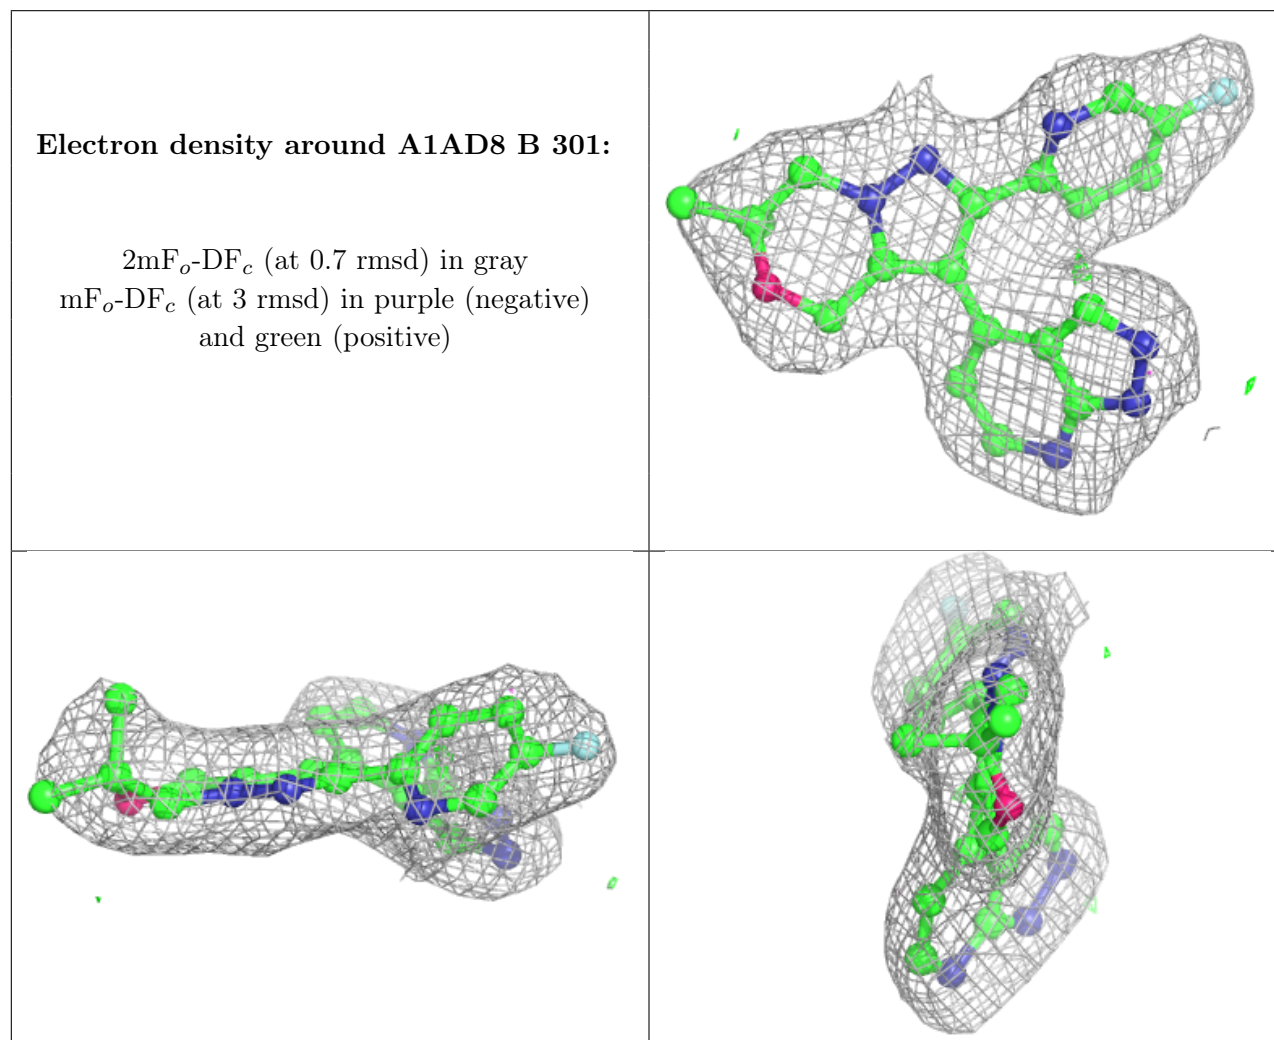 Electron density around A1AD8 B 301:
2mFo-DFc (at 0.7 rmsd) in gray
mFo-DFc (at 3 rmsd) in purple (negative)
and green (positive)